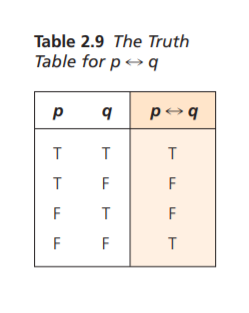 Table 2.9 The Truth
Table for p ↔ q
p q p ↔ q
T T T
T F F
F T F
F F T